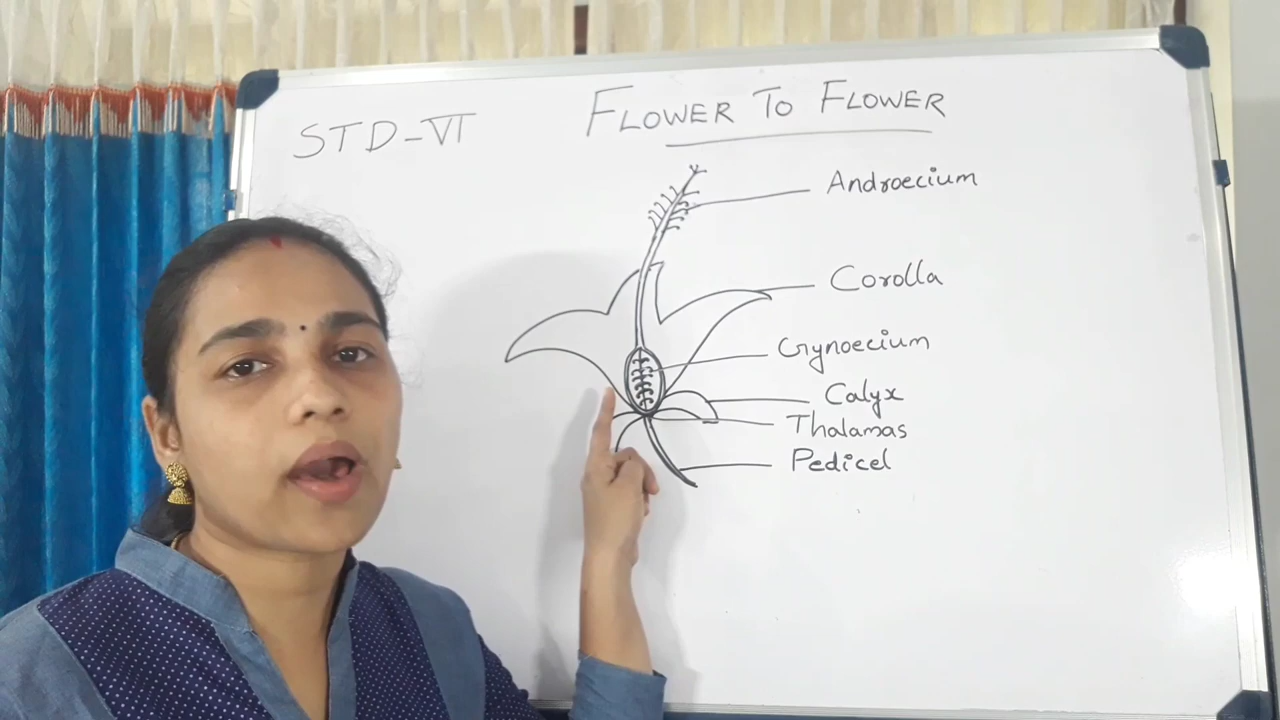 FLOWER TO FLOWER
STD-VI
Androecium
Corolla
Gynoecium
Calyx
Thalamas
Pedicel